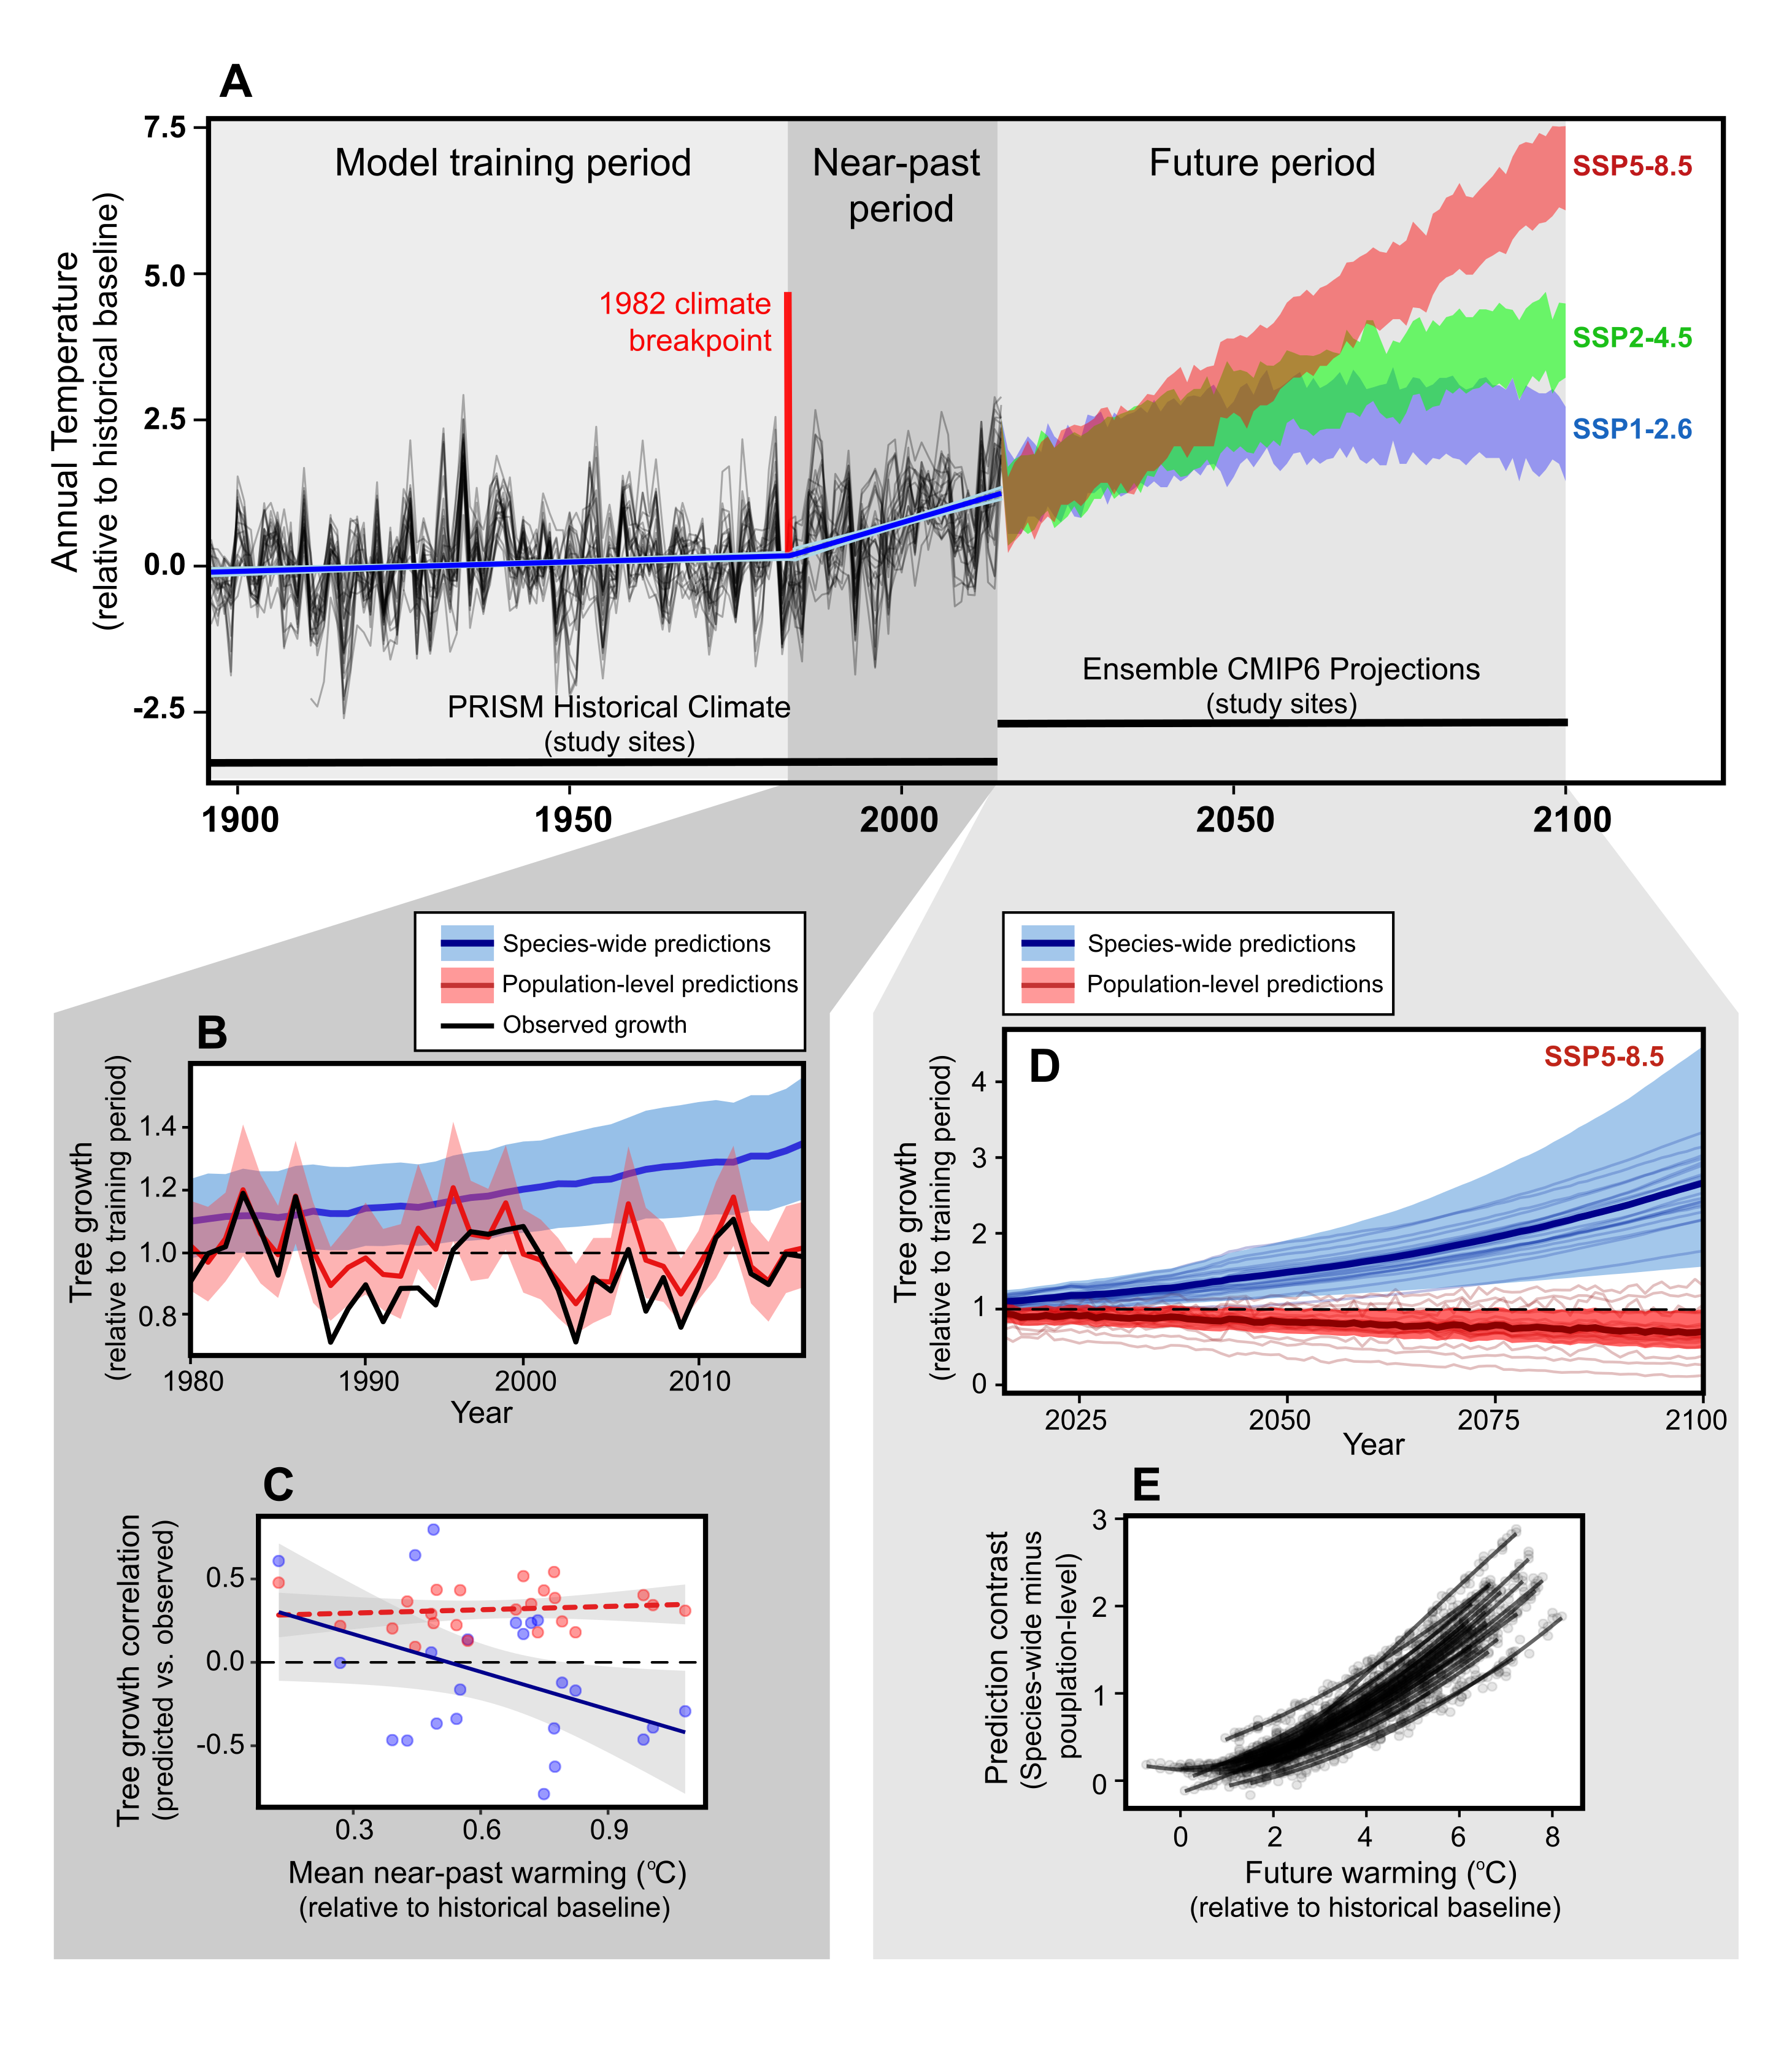 A
7.5
5.0
2.5
0.0
-2.5
Annual Temperature
(relative to historical baseline)
Model training period
Near-past
period
Future period
1982 climate
breakpoint
SSP5-8.5
SSP2-4.5
SSP1-2.6
PRISM Historical Climate
(study sites)
Ensemble CMIP6 Projections
(study sites)
1900
1950
2000
2050
2100
Species-wide predictions
Population-level predictions
Observed growth
B
Tree growth
(relative to training period)
1.4
1.2
1.0
0.8
1980
1990
2000
2010
Year
C
Tree growth correlation
(predicted vs. observed)
0.5
0.0
-0.5
0.3
0.6
0.9
Mean near-past warming (ºC)
(relative to historical baseline)
Species-wide predictions
Population-level predictions
D
SSP5-8.5
Tree growth
(relative to training period)
4
3
2
1
0
2025
2050
2075
2100
Year
E
Prediction contrast
(Species-wide minus
pouplation-level)
3
2
1
0
0
2
4
6
8
Future warming (ºC)
(relative to historical baseline)